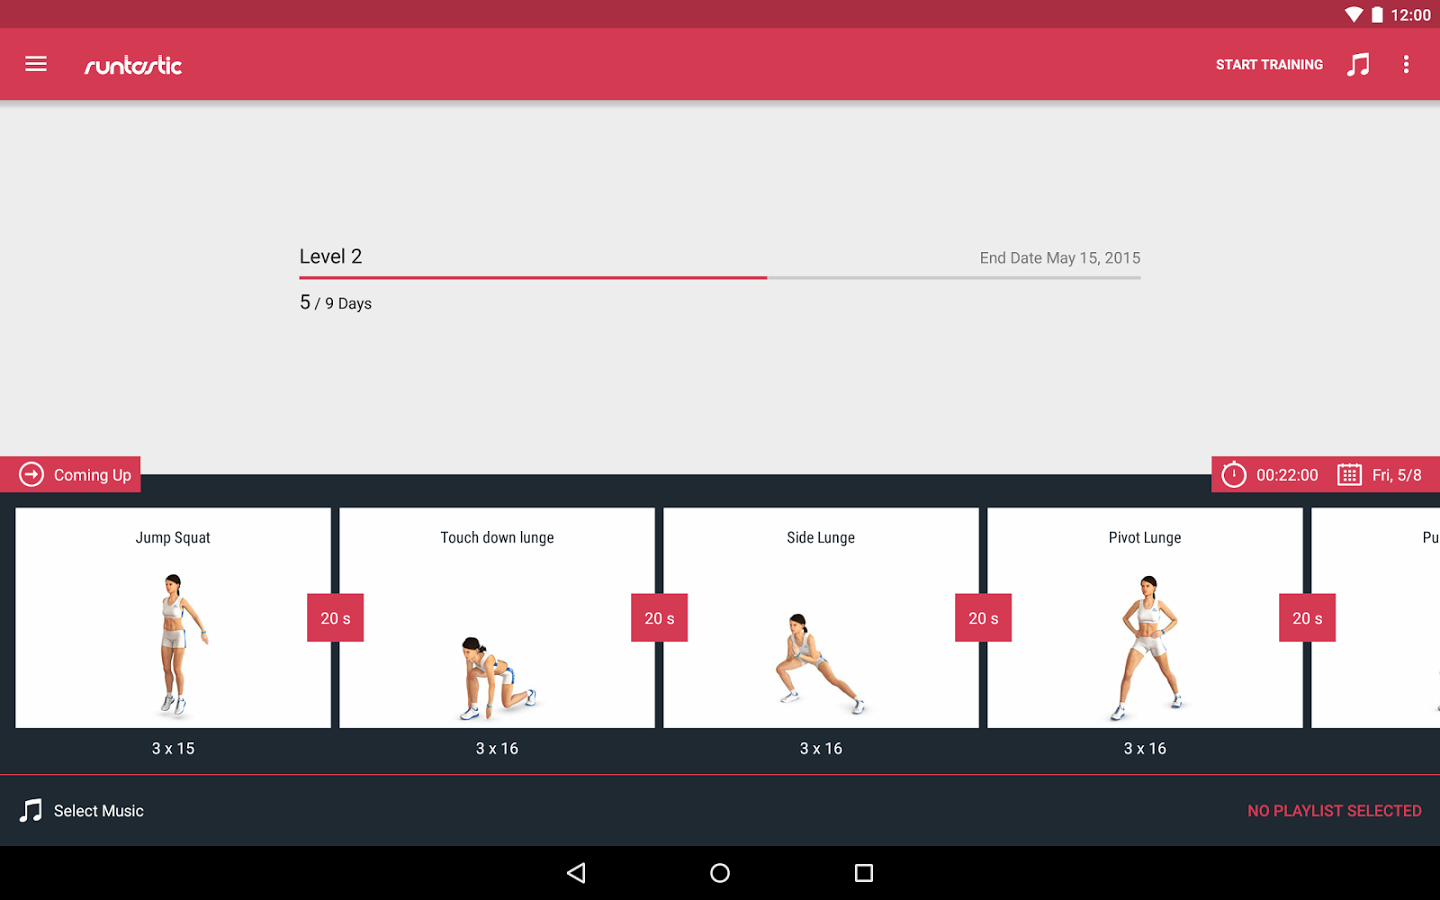 12:00
runtastic
START TRAINING
Level 2
End Date May 15, 2015
5 / 9 Days
Coming Up
00:22:00
Fri, 5/8
Jump Squat
Touch down lunge
Side Lunge
Pivot Lunge
Pu
20 s
20 s
20 s
20 s
3 x 15
3 x 16
3 x 16
3 x 16
Select Music
NO PLAYLIST SELECTED